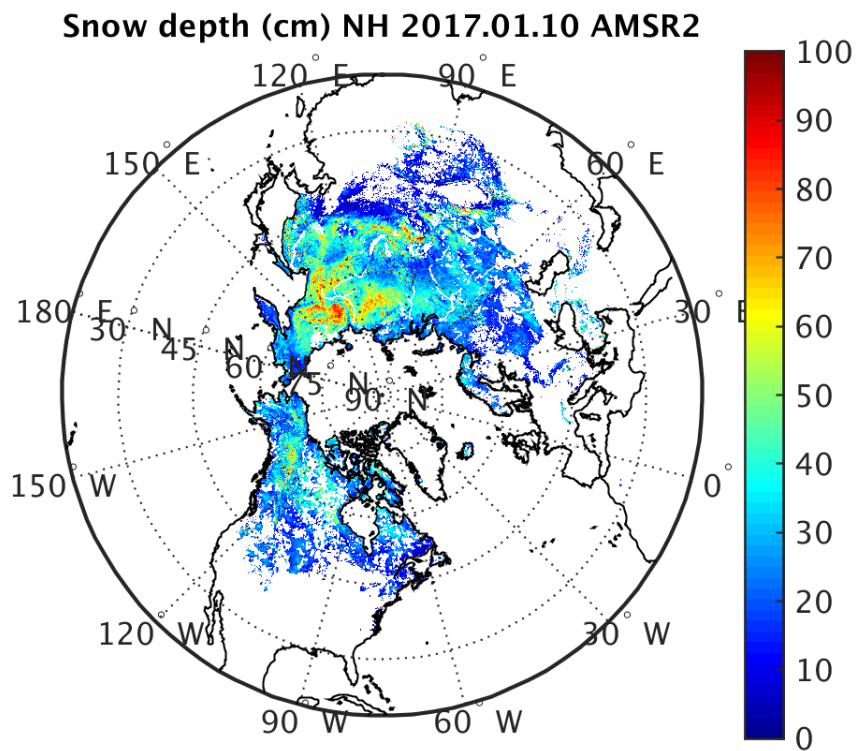 Snow depth (cm) NH 2017.01.10 AMSR2
120° E
90° E
150° E
60° E
180° E
30° E
30° N
45° N
60° N
75° N
90° N
150° W
0°
120° W
30° W
90° W
60° W
100
90
80
70
60
50
40
30
20
10
0